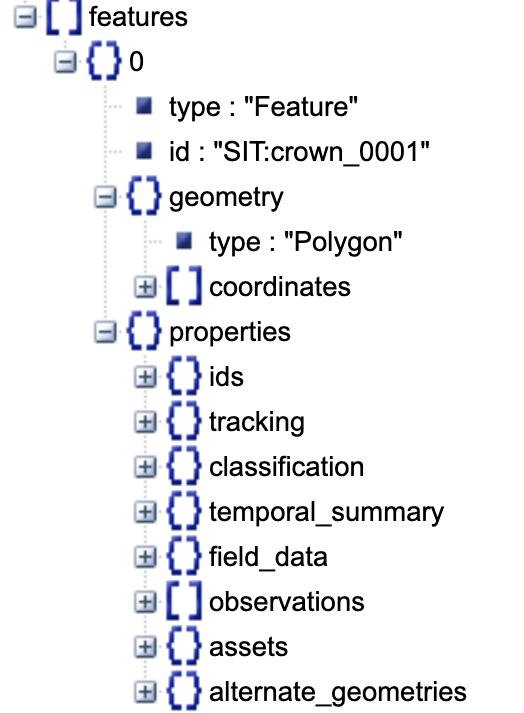 features
0
type : "Feature"
id : "SIT:crown_0001"
geometry
type : "Polygon"
coordinates
properties
ids
tracking
classification
temporal_summary
field_data
observations
assets
alternate_geometries